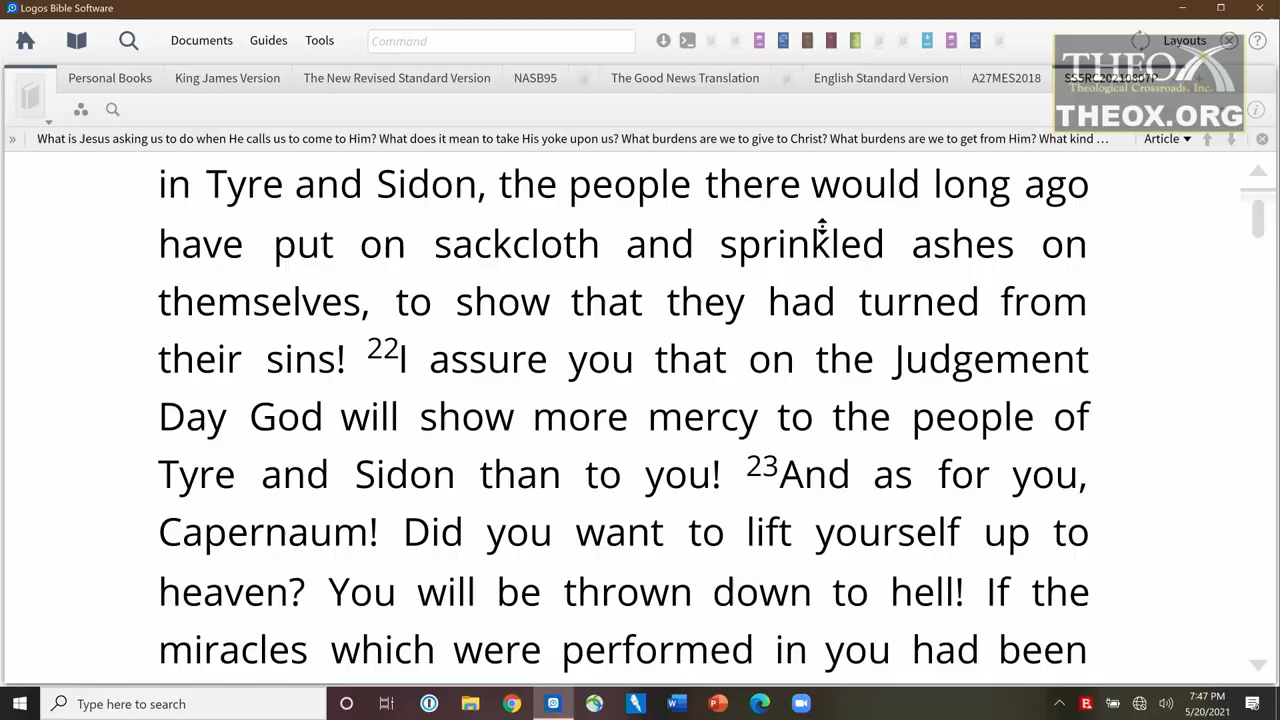 Logos Bible Software
Documents Guides Tools Command Layouts
Personal Books King James Version The New Revised Standard Version NASB95 The Good News Translation English Standard Version A27MES2018 SS5RC20210807P
THEOX
Theological Crossroads, Inc.
THEOX.ORG
What is Jesus asking us to do when He calls us to come to Him? What does it mean to take His yoke upon us? What burdens are we to give to Christ? What burdens are we to get from Him? What kind ... Article
in Tyre and Sidon, the people there would long ago
have put on sackcloth and sprinkled ashes on
themselves, to show that they had turned from
their sins! 22I assure you that on the Judgement
Day God will show more mercy to the people of
Tyre and Sidon than to you! 23And as for you,
Capernaum! Did you want to lift yourself up to
heaven? You will be thrown down to hell! If the
miracles which were performed in you had been
Type here to search
7:47 PM
5/20/2021